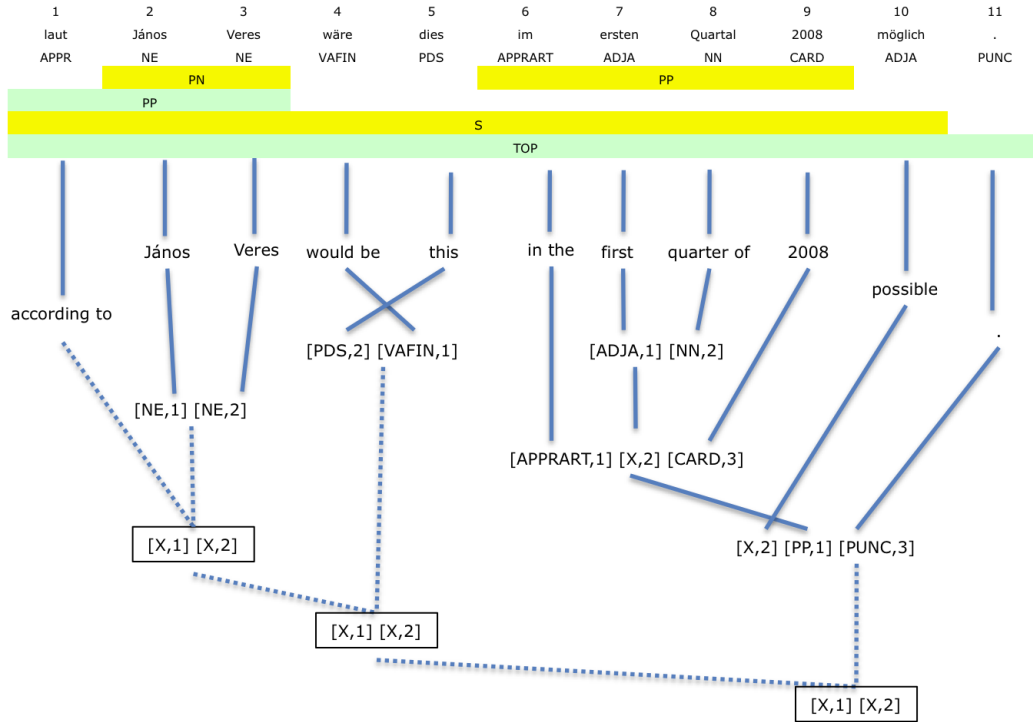 1 2 3 4 5 6 7 8 9 10 11
laut János Veres wäre dies im ersten Quartal 2008 möglich .
APPR NE NE VAFIN PDS APPRART ADJA NN CARD ADJA PUNC
PN PP
PP
S
TOP
János Veres would be this in the first quarter of 2008
possible
according to
.
[PDS,2] [VAFIN,1] [ADJA,1] [NN,2]
[NE,1] [NE,2]
[APPRART,1] [X,2] [CARD,3]
[X,1] [X,2] [X,2] [PP,1] [PUNC,3]
[X,1] [X,2]
[X,1] [X,2]